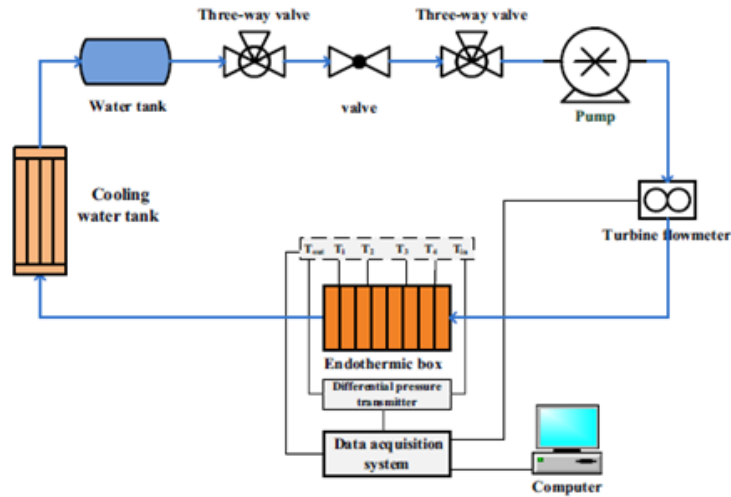 Three-way valve
Three-way valve
Water tank
valve
Pump
Cooling
water tank
Turbine flowmeter
Tout T1 T2 T3 T4 Tin
Endothermic box
Differential pressure
transmitter
Data acquisition
system
Computer